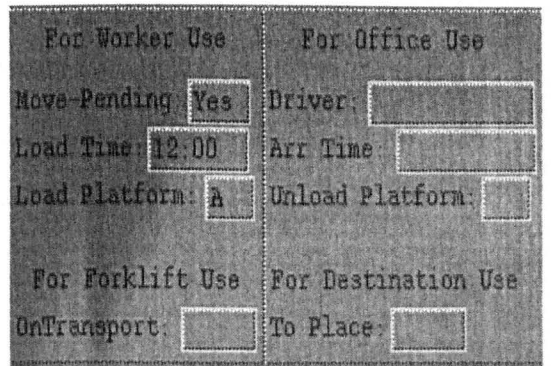 For Worker Use
Move-Pending: Yes
Load Time: 12:00
Load Platform: A
For Office Use
Driver:
Arr Time:
Unload Platform:
For Forklift Use
OnTransport:
For Destination Use
To Place: